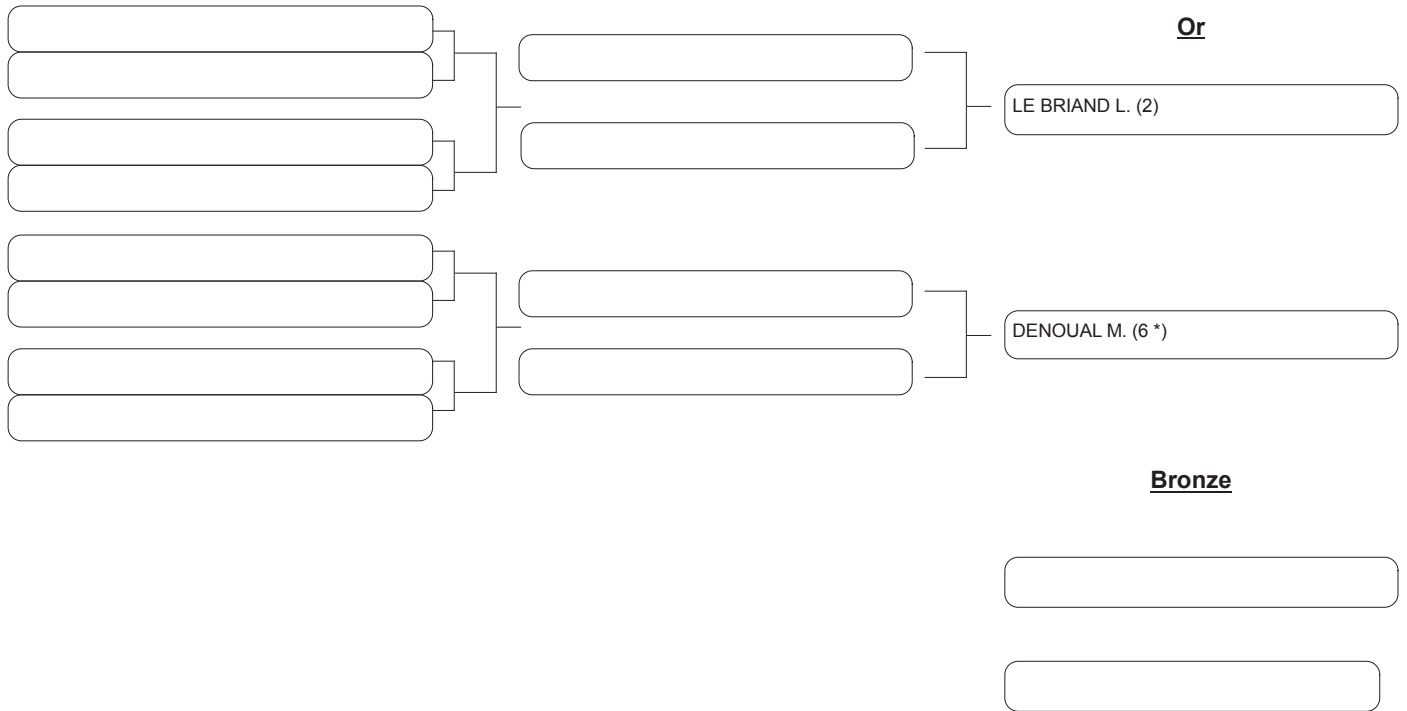 Or
LE BRIAND L. (2)
DENOUAL M. (6 *)
Bronze